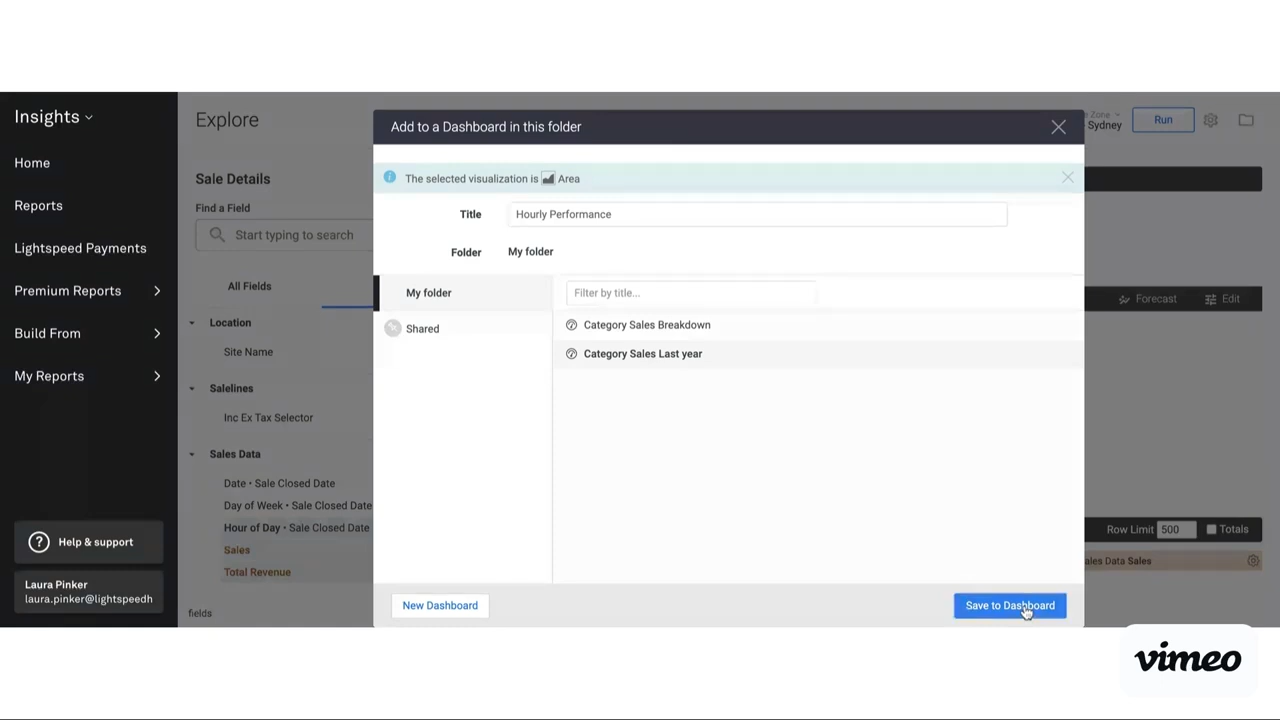 Insights
Home
Reports
Lightspeed Payments
Premium Reports
Build From
My Reports
Help & support
Laura Pinker
laura.pinker@lightspeedh
Explore
Sale Details
Find a Field
Start typing to search
All Fields
Location
Site Name
Salelines
Inc Ex Tax Selector
Sales Data
Date • Sale Closed Date
Day of Week • Sale Closed Date
Hour of Day • Sale Closed Date
Sales
Total Revenue
fields
Add to a Dashboard in this folder
The selected visualization is Area
Title Hourly Performance
Folder My folder
My folder
Shared
Filter by title...
Category Sales Breakdown
Category Sales Last year
New Dashboard
Save to Dashboard
Zone
Sydney
Run
Forecast
Edit
Row Limit 500 Totals
ales Data Sales
vimeo